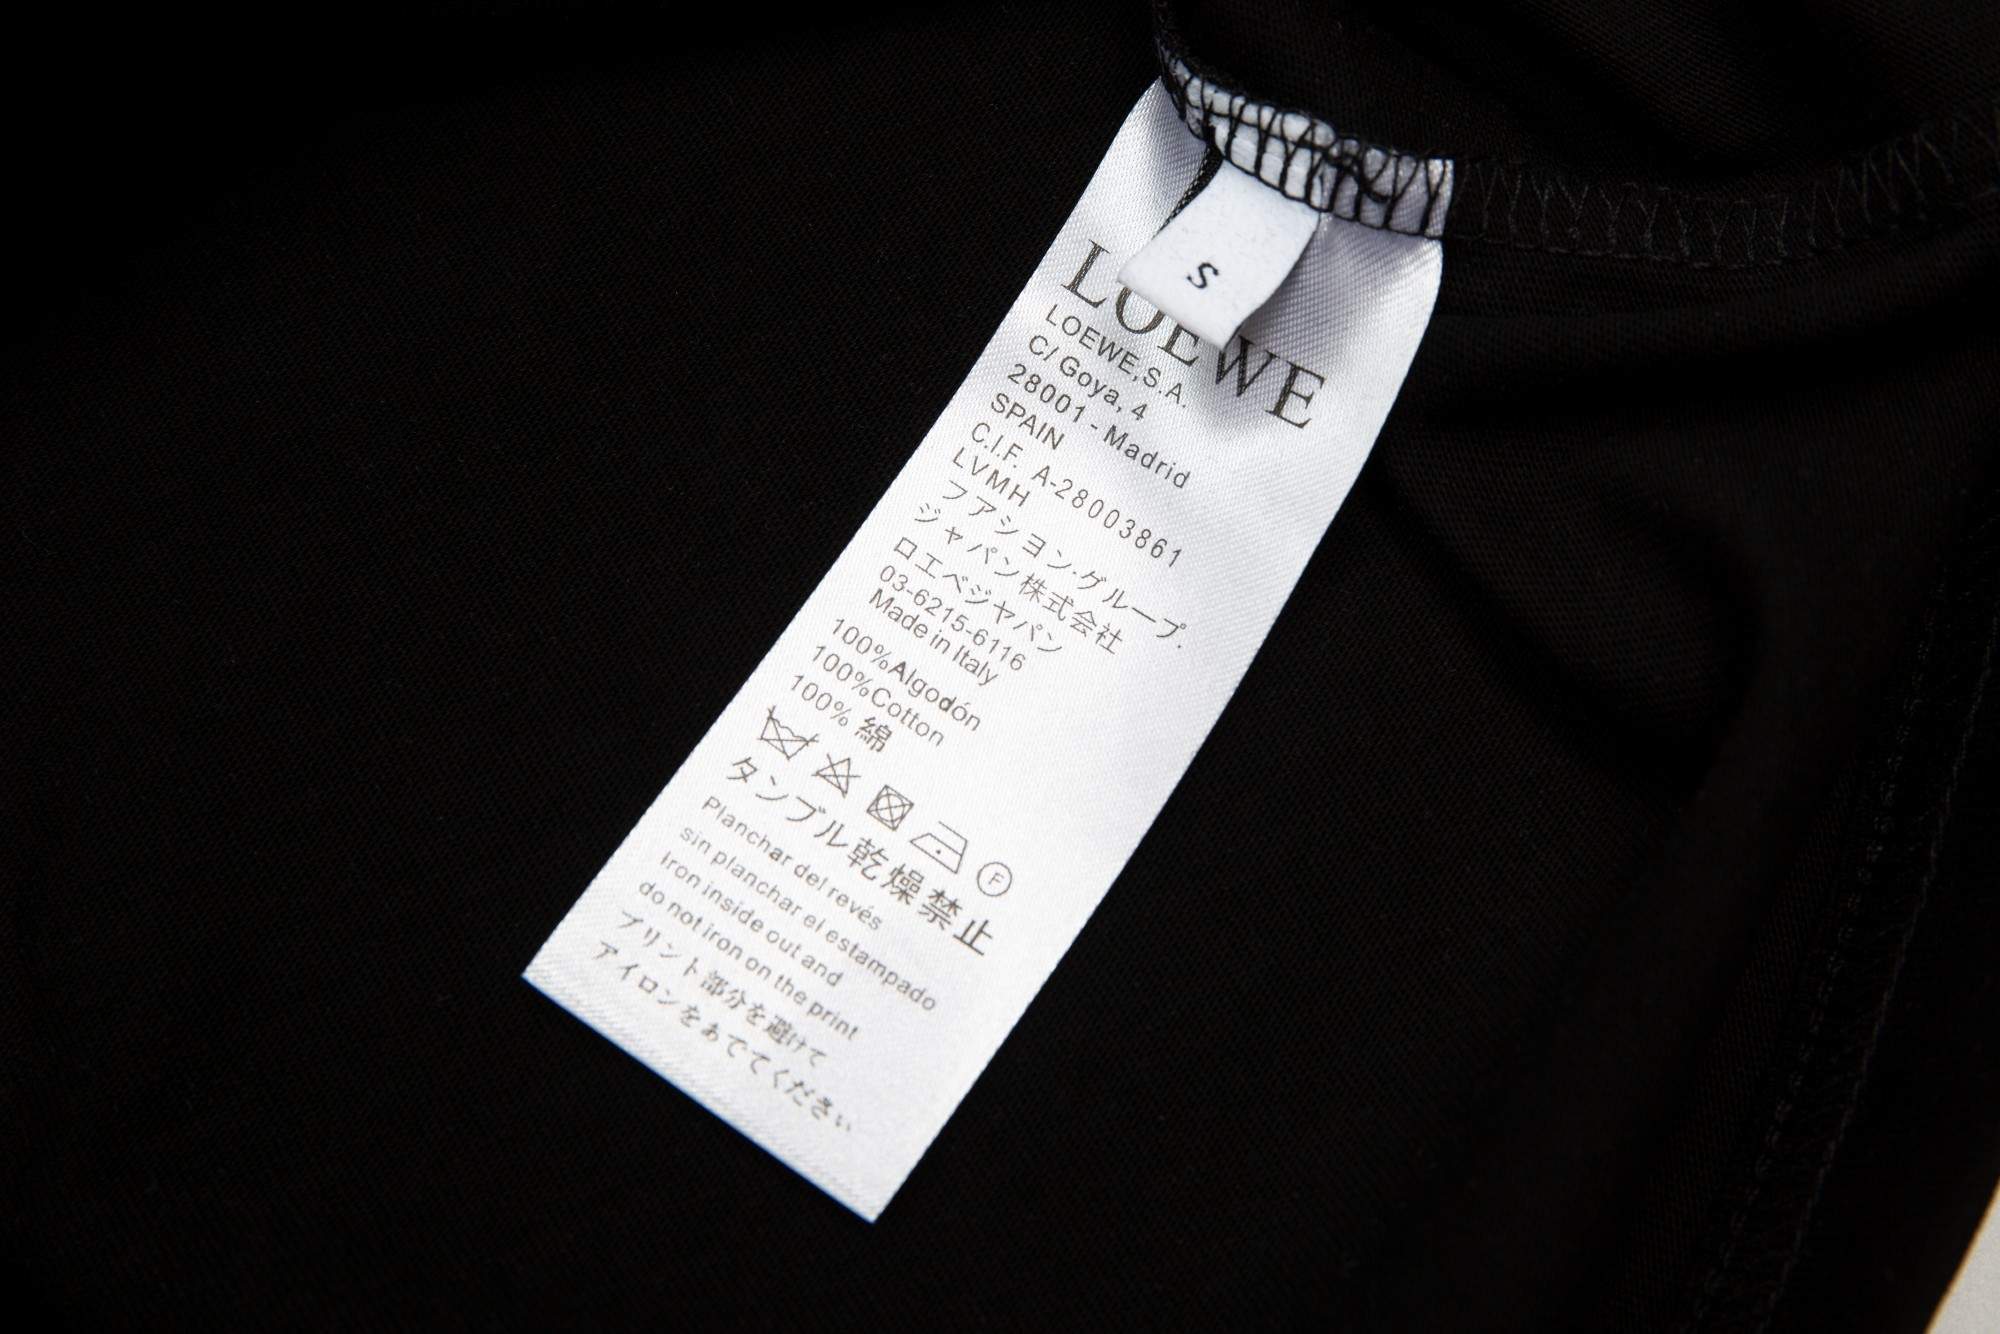 S
LOEWE
LOEWE,S.A.
C/ Goya, 4
28001 - Madrid
SPAIN
C.I.F. A-28003861
LVMH
フアシヨン·グループ.
ジヤパン株式会社
ロエベジヤパン
03-6215-6116
Made in Italy
100%Algodón
100%Cotton
100% 綿
F
タンブル乾燥禁止
Planchar del revés
sin planchar el estampado
Iron inside out and
do not iron on the print
プリント部分を避けて
アイロンをあでてください